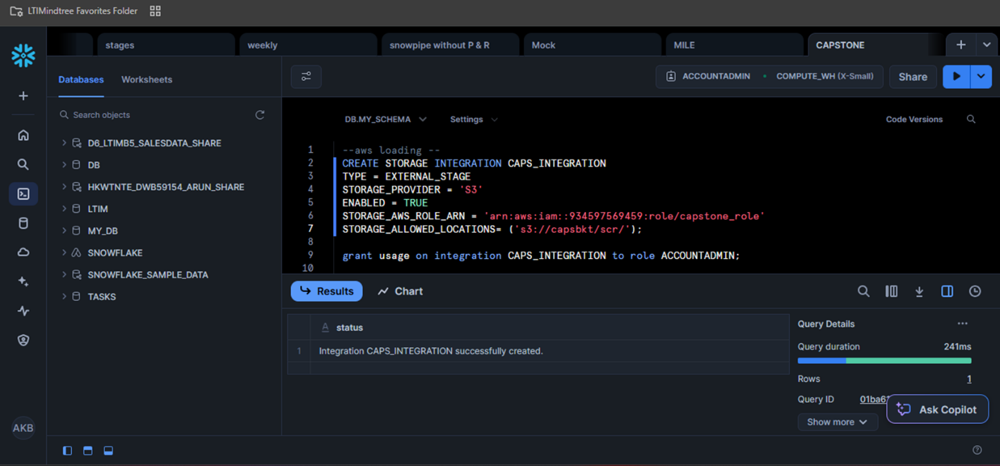 LTIMindtree Favorites Folder
stages
weekly
snowpipe without P & R
Mock
MILE
CAPSTONE
Databases
Worksheets
ACCOUNTADMIN
COMPUTE_WH (X-Small)
Share
Search objects
D6_LTIMB5_SALESDATA_SHARE
DB
HKWTNTE_DWB59154_ARUN_SHARE
LTIM
MY_DB
SNOWFLAKE
SNOWFLAKE_SAMPLE_DATA
TASKS
AKB
DB.MY_SCHEMA
Settings
Code Versions
1 --aws loading --
2 CREATE STORAGE INTEGRATION CAPS_INTEGRATION
3 TYPE = EXTERNAL_STAGE
4 STORAGE_PROVIDER = 'S3'
5 ENABLED = TRUE
6 STORAGE_AWS_ROLE_ARN = 'arn:aws:iam::934597569459:role/capstone_role'
7 STORAGE_ALLOWED_LOCATIONS= ('s3://capsbkt/scr/');
8
9 grant usage on integration CAPS_INTEGRATION to role ACCOUNTADMIN;
10
Results
Chart
A status
1 Integration CAPS_INTEGRATION successfully created.
Query Details
Query duration 241ms
Rows 1
Query ID
Show more
Ask Copilot